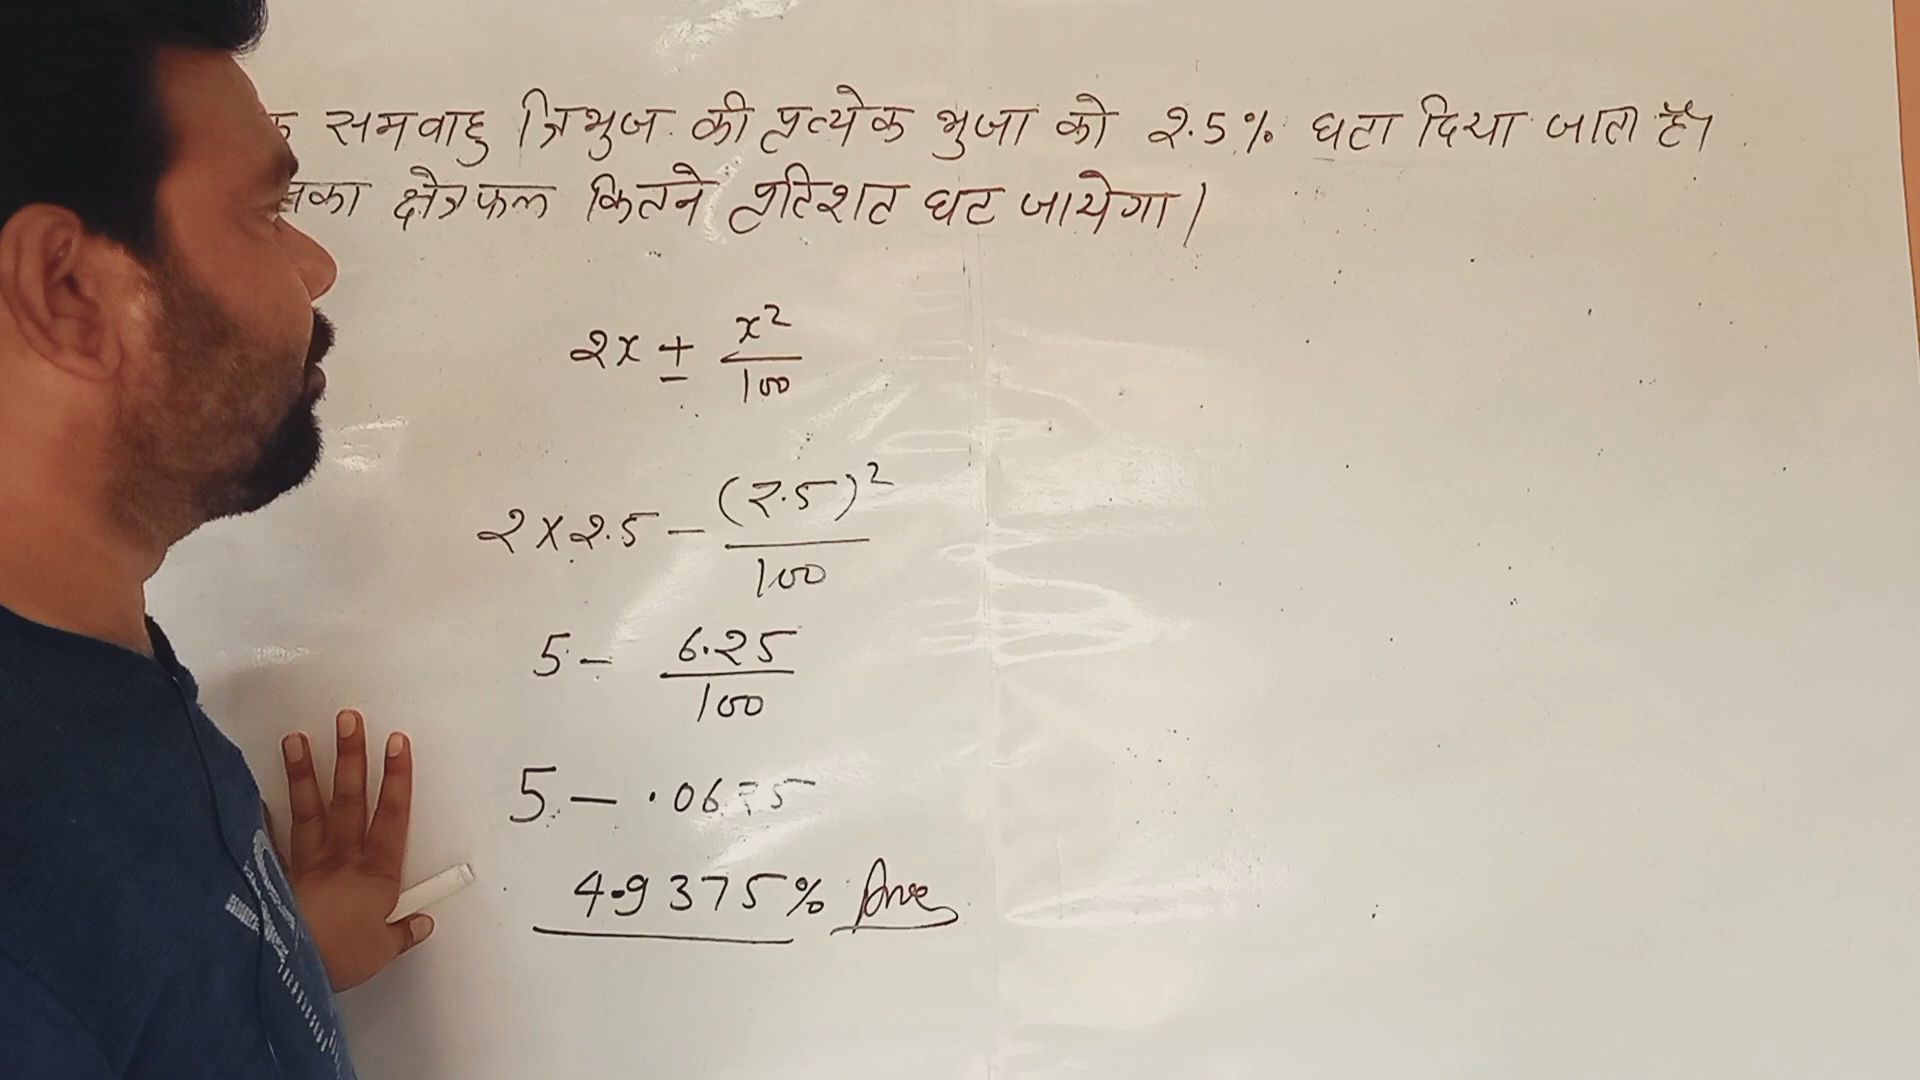 समबाहु त्रिभुज की प्रत्येक भुजा को 2.5% घटा दिया जाता है।
क्षेत्रफल कितने प्रतिशत घट जायेगा।
2x ± x²/100
2×2.5 - (2.5)²/100
5 - 6.25/100
5 - .0625
4.9375% Ans